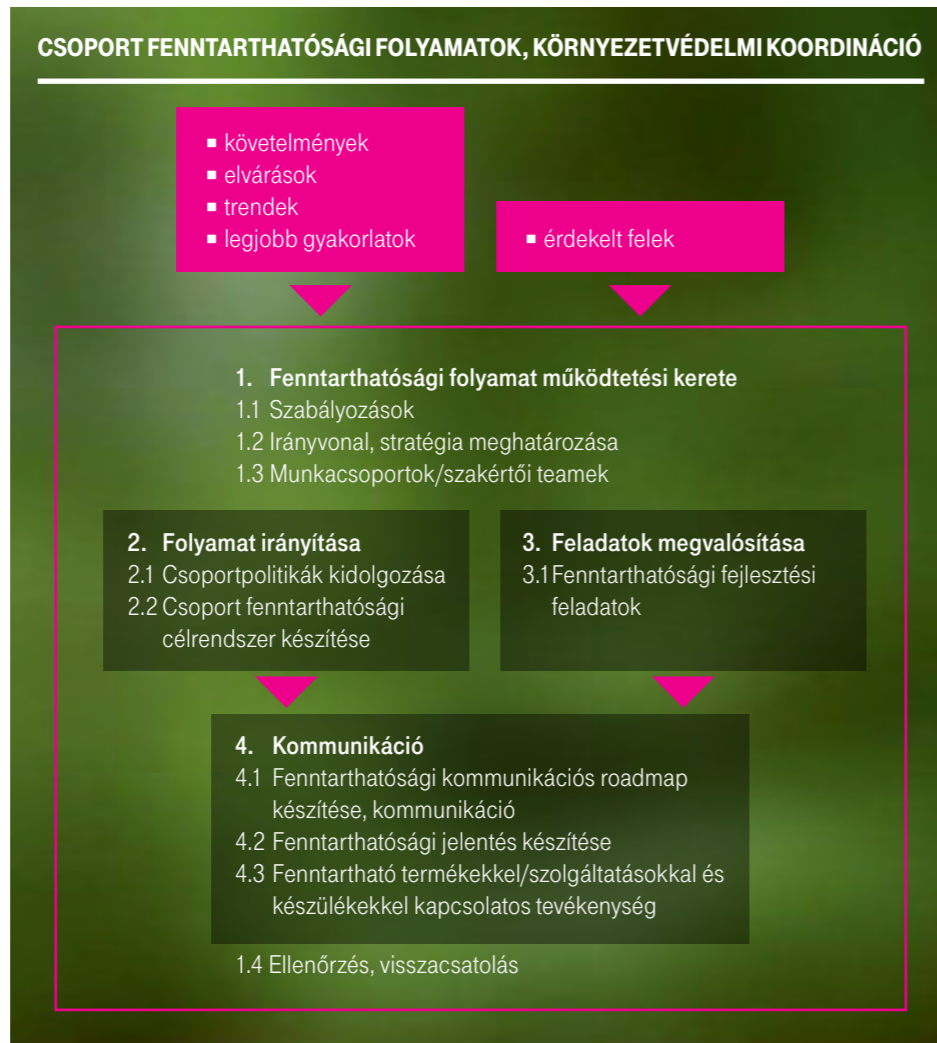 CSOPORT FENNTARTHATÓSÁGI FOLYAMATOK, KÖRNYEZETVÉDELMI KOORDINÁCIÓ
▪ követelmények
▪ elvárások
▪ trendek
▪ legjobb gyakorlatok
▪ érdekelt felek
1. Fenntarthatósági folyamat működtetési kerete
1.1 Szabályozások
1.2 Irányvonal, stratégia meghatározása
1.3 Munkacsoportok/szakértői teamek
2. Folyamat irányítása
2.1 Csoportpolitikák kidolgozása
2.2 Csoport fenntarthatósági
célrendszer készítése
3. Feladatok megvalósítása
3.1 Fenntarthatósági fejlesztési
feladatok
4. Kommunikáció
4.1 Fenntarthatósági kommunikációs roadmap
készítése, kommunikáció
4.2 Fenntarthatósági jelentés készítése
4.3 Fenntartható termékekkel/szolgáltatásokkal és
készülékekkel kapcsolatos tevékenység
1.4 Ellenőrzés, visszacsatolás